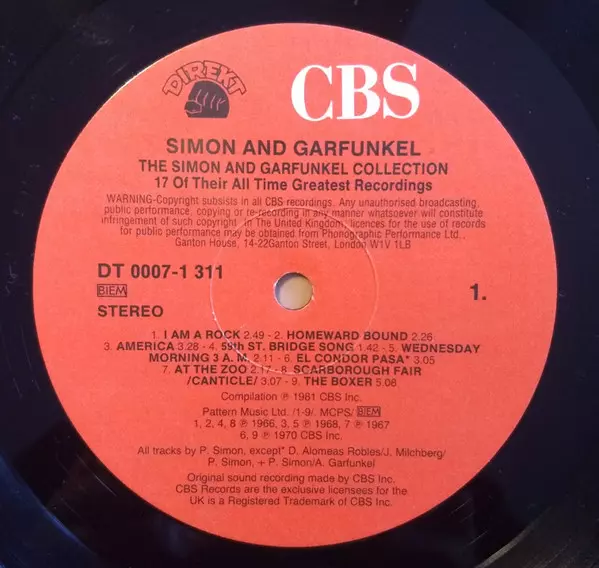 DIREKT
CBS
SIMON AND GARFUNKEL
THE SIMON AND GARFUNKEL COLLECTION
17 Of Their All Time Greatest Recordings
WARNING-Copyright subsists in all CBS recordings. Any unauthorised broadcasting,
public performance, copying or re-recording in any manner whatsoever will constitute
infringement of such copyright. In The United Kingdom, licences for the use of records
for public performance may be obtained from Phonographic Performance Ltd.,
Ganton House, 14-22Ganton Street, London W1V 1LB
DT 0007-1 311
BIEM
1.
STEREO
1. I AM A ROCK 2.49 - 2. HOMEWARD BOUND 2.26
3. AMERICA 3.28 - 4. 59th ST. BRIDGE SONG 1.42 - 5. WEDNESDAY
MORNING 3 A.M. 2.11 - 6. EL CONDOR PASA* 3.05
7. AT THE ZOO 2.17 - 8. SCARBOROUGH FAIR
/CANTICLE/ 3.07 - 9. THE BOXER 5.08
Compilation ℗ 1981 CBS Inc.
Pattern Music Ltd. /1-9/. MCPS/ BIEM
1, 2, 4, 8 ℗ 1966, 3, 5 ℗ 1968, 7 ℗ 1967
6, 9 ℗ 1970 CBS Inc.
All tracks by P. Simon, except* D. Alomeas Robles/J. Milchberg/
P. Simon, + P. Simon/A. Garfunkel
Original sound recording made by CBS Inc.
CBS Records are the exclusive licensees for the
UK is a Registered Trademark of CBS Inc.